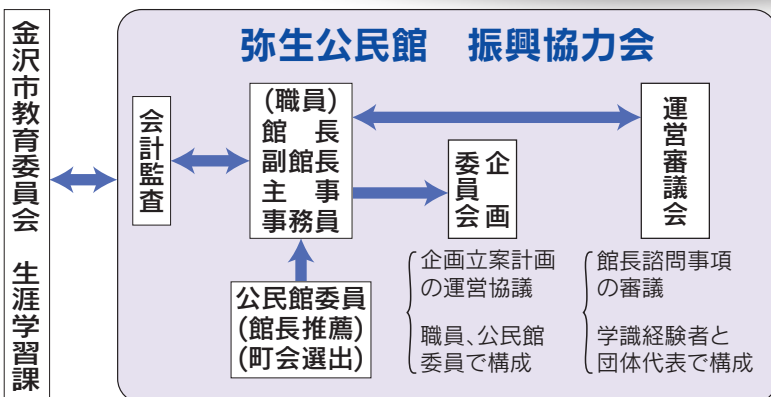 金沢市教育委員会　生涯学習課
弥生公民館　振興協力会
会計監査
(職員)
館　長
副館長
主　事
事務員
企画
委員会
運営審議会
公民館委員
(館長推薦)
(町会選出)
企画立案計画
の運営協議
職員、公民館
委員で構成
館長諮問事項
の審議
学識経験者と
団体代表で構成